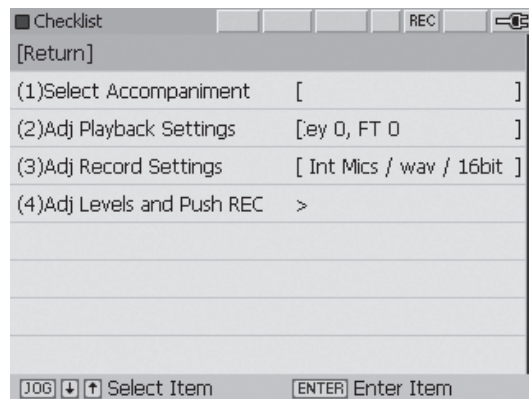 Checklist REC
[Return]
(1)Select Accompaniment [ ]
(2)Adj Playback Settings [:ey 0, FT 0 ]
(3)Adj Record Settings [ Int Mics / wav / 16bit ]
(4)Adj Levels and Push REC >
JOG ↓ ↑ Select Item ENTER Enter Item